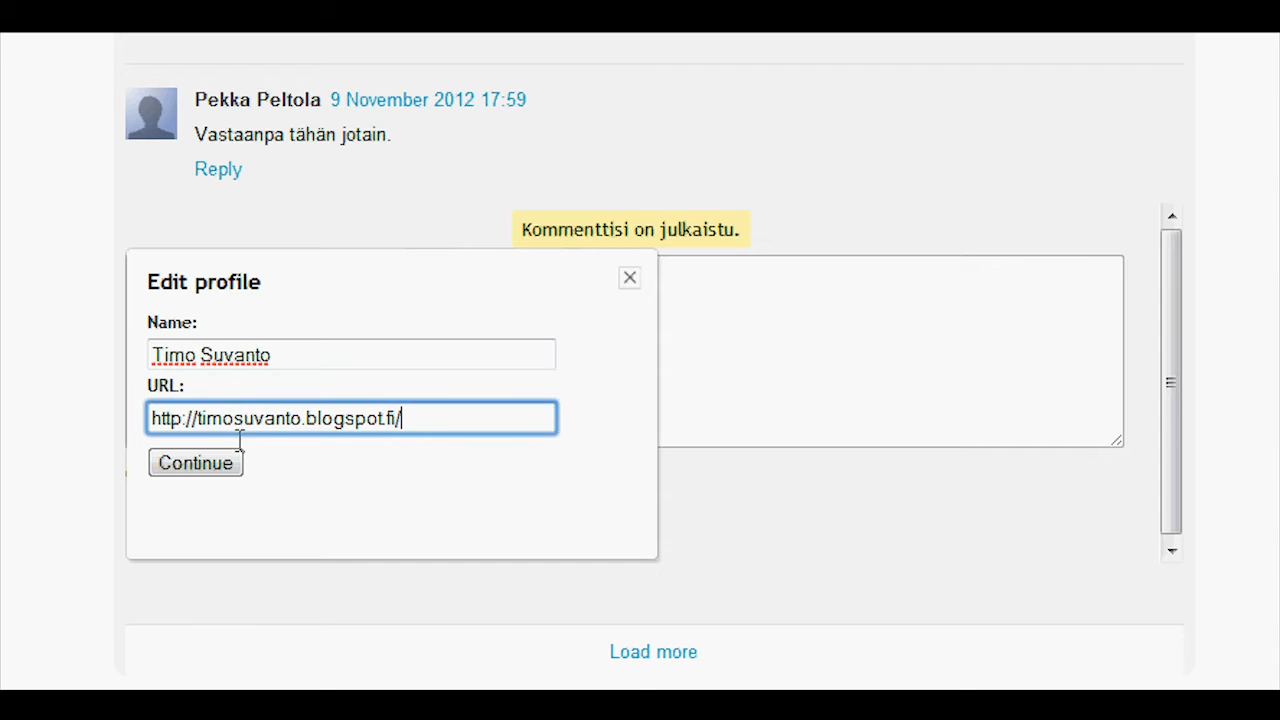 Pekka Peltola 9 November 2012 17:59
Vastaanpa tähän jotain.
Reply
Kommenttisi on julkaistu.
Edit profile
Name:
Timo Suvanto
URL:
http://timosuvanto.blogspot.fi/
Continue
Load more